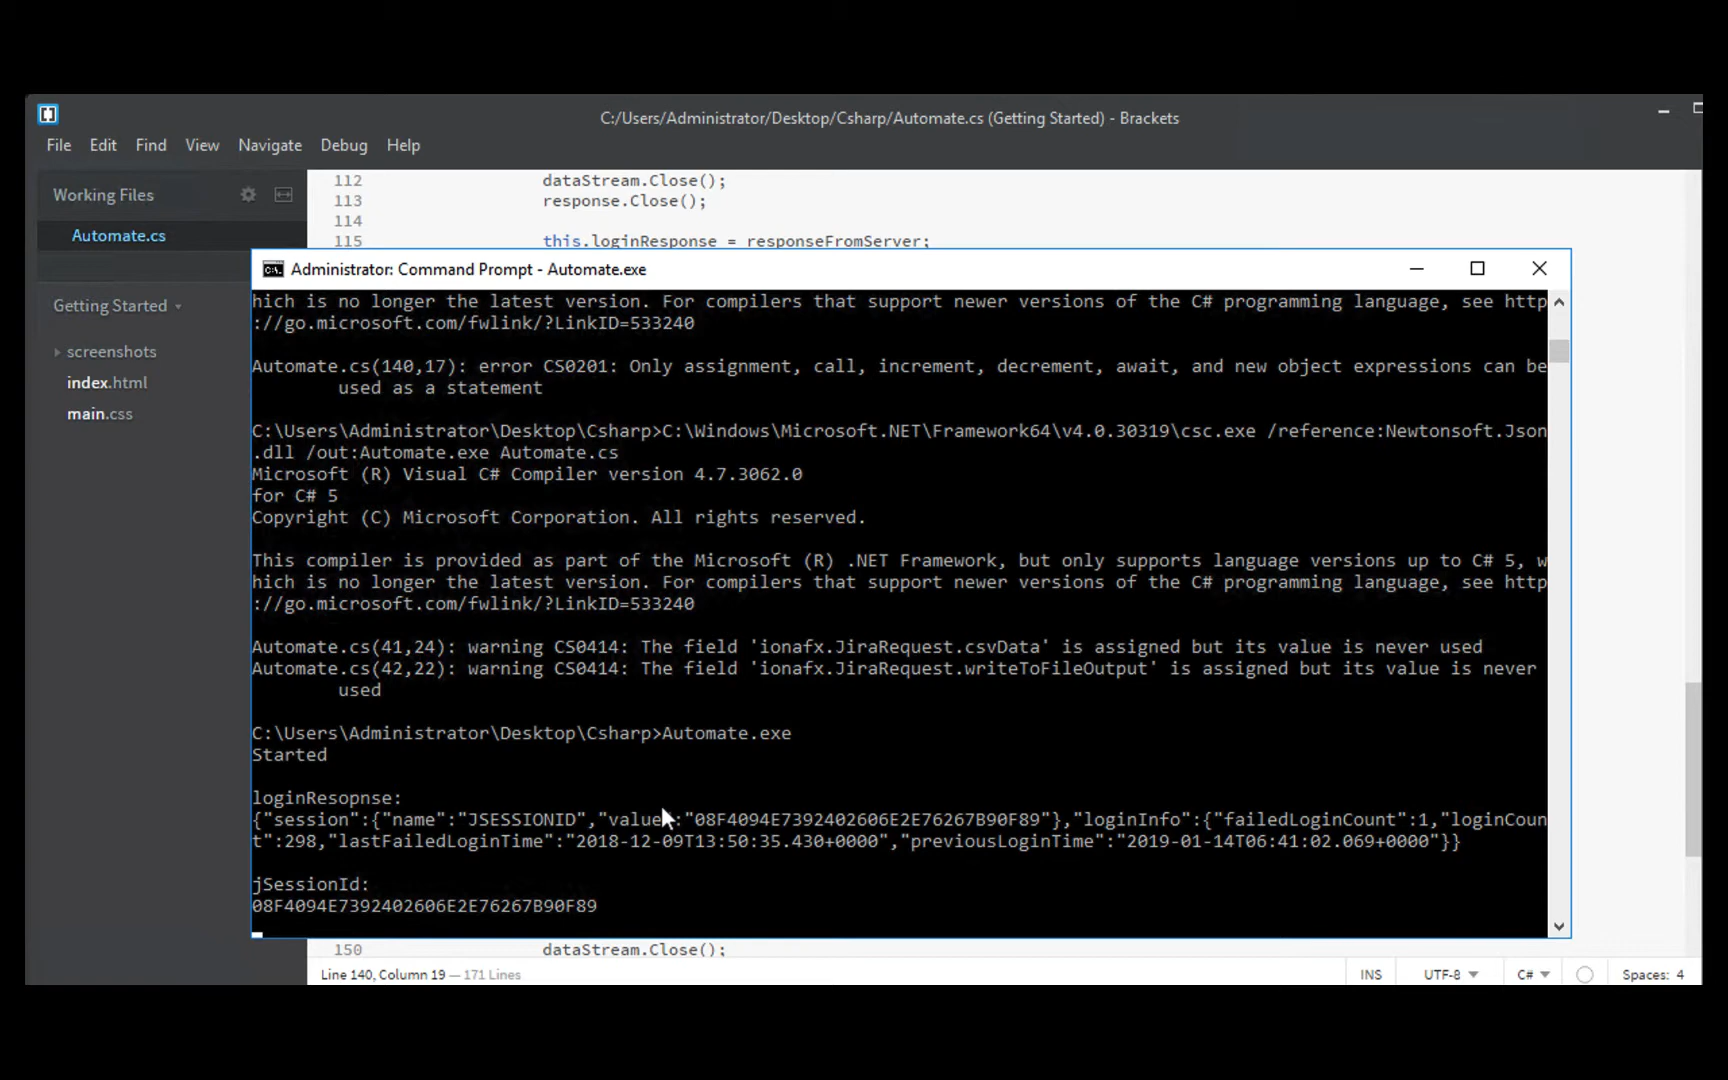 C:/Users/Administrator/Desktop/Csharp/Automate.cs (Getting Started) - Brackets
File Edit Find View Navigate Debug Help
Working Files
Automate.cs
Getting Started
screenshots
index.html
main.css
112 dataStream.Close();
113 response.Close();
114
115 this.loginResponse = responseFromServer;
Administrator: Command Prompt - Automate.exe
hich is no longer the latest version. For compilers that support newer versions of the C# programming language, see http
://go.microsoft.com/fwlink/?LinkID=533240
Automate.cs(140,17): error CS0201: Only assignment, call, increment, decrement, await, and new object expressions can be
used as a statement
C:\Users\Administrator\Desktop\Csharp>C:\Windows\Microsoft.NET\Framework64\v4.0.30319\csc.exe /reference:Newtonsoft.Json
.dll /out:Automate.exe Automate.cs
Microsoft (R) Visual C# Compiler version 4.7.3062.0
for C# 5
Copyright (C) Microsoft Corporation. All rights reserved.
This compiler is provided as part of the Microsoft (R) .NET Framework, but only supports language versions up to C# 5, w
hich is no longer the latest version. For compilers that support newer versions of the C# programming language, see http
://go.microsoft.com/fwlink/?LinkID=533240
Automate.cs(41,24): warning CS0414: The field 'ionafx.JiraRequest.csvData' is assigned but its value is never used
Automate.cs(42,22): warning CS0414: The field 'ionafx.JiraRequest.writeToFileOutput' is assigned but its value is never
used
C:\Users\Administrator\Desktop\Csharp>Automate.exe
Started
loginResopnse:
{"session":{"name":"JSESSIONID","value":"08F4094E7392402606E2E76267B90F89"},"loginInfo":{"failedLoginCount":1,"loginCoun
t":298,"lastFailedLoginTime":"2018-12-09T13:50:35.430+0000","previousLoginTime":"2019-01-14T06:41:02.069+0000"}}
jSessionId:
08F4094E7392402606E2E76267B90F89
150 dataStream.Close();
Line 140, Column 19 — 171 Lines
INS UTF-8 C# Spaces: 4